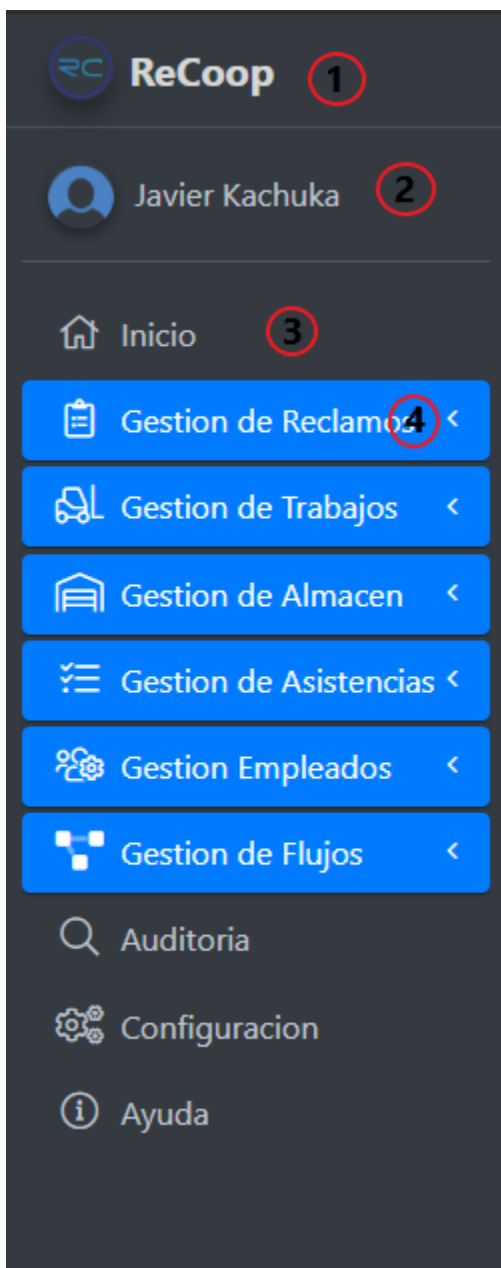 RC ReCoop 1
Javier Kachuka 2
Inicio 3
Gestion de Reclamos 4
Gestion de Trabajos
Gestion de Almacen
Gestion de Asistencias
Gestion Empleados
Gestion de Flujos
Auditoria
Configuracion
Ayuda